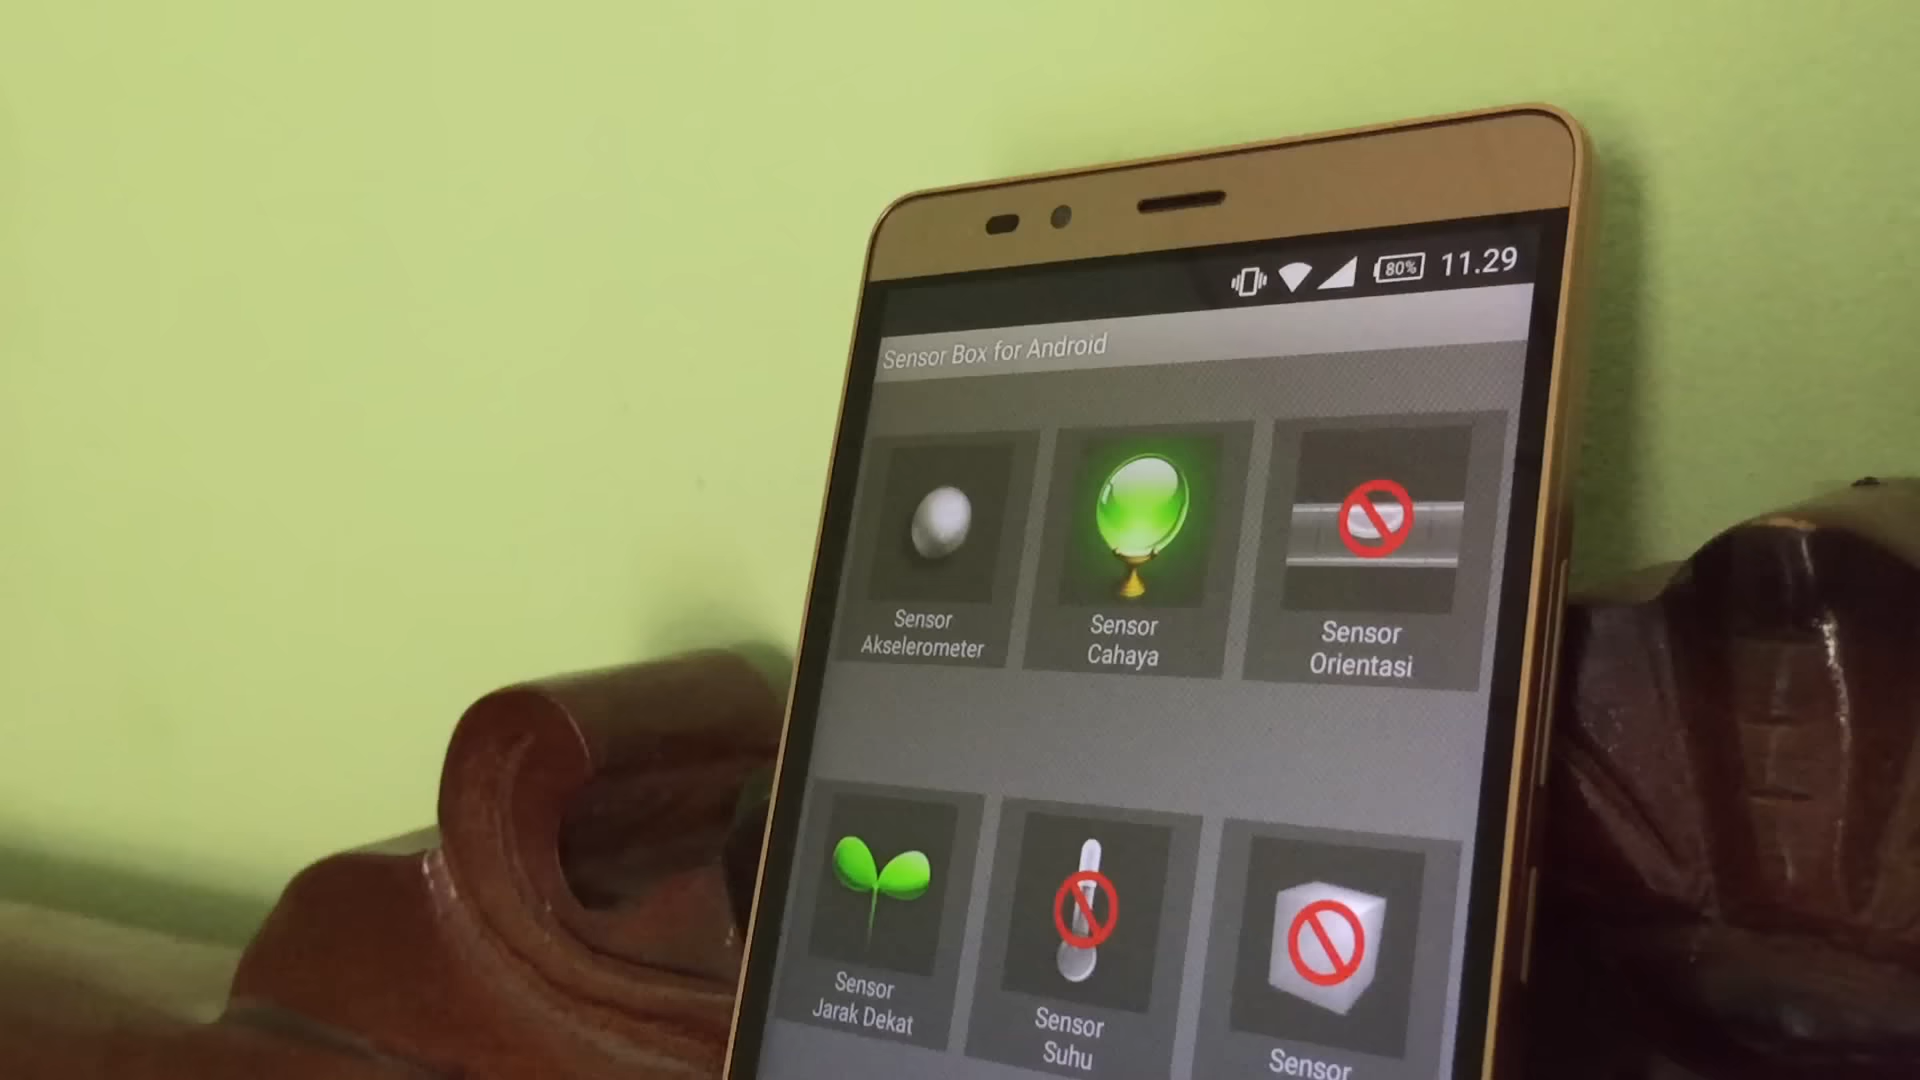 80% 11.29
Sensor Box for Android
Sensor
Akselerometer
Sensor
Cahaya
Sensor
Orientasi
Sensor
Jarak Dekat
Sensor
Suhu
Sensor